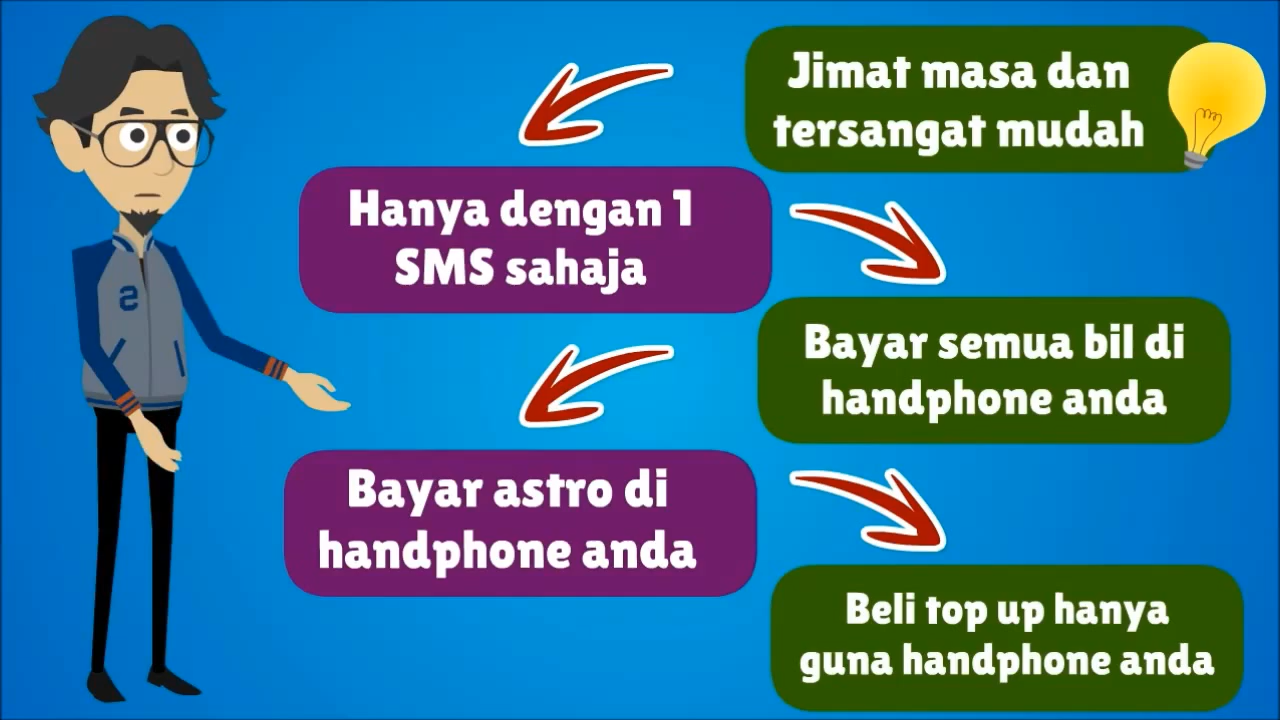 Jimat masa dan
tersangat mudah
Hanya dengan 1
SMS sahaja
Bayar semua bil di
handphone anda
Bayar astro di
handphone anda
Beli top up hanya
guna handphone anda